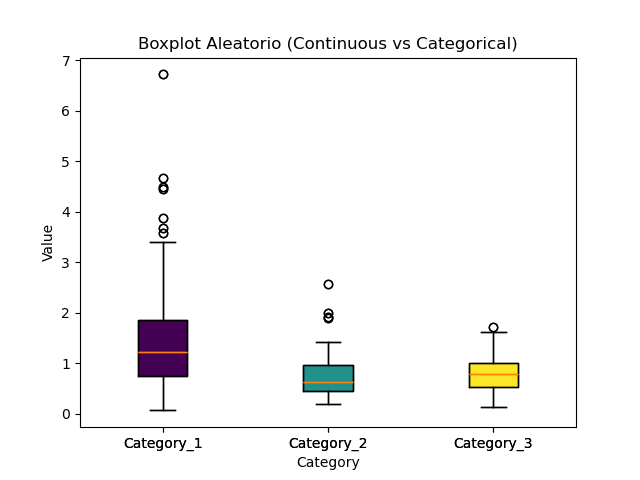 Boxplot Aleatorio (Continuous vs Categorical)
7
6
5
4
3
2
1
0
Value
Category_1 Category_2 Category_3
Category